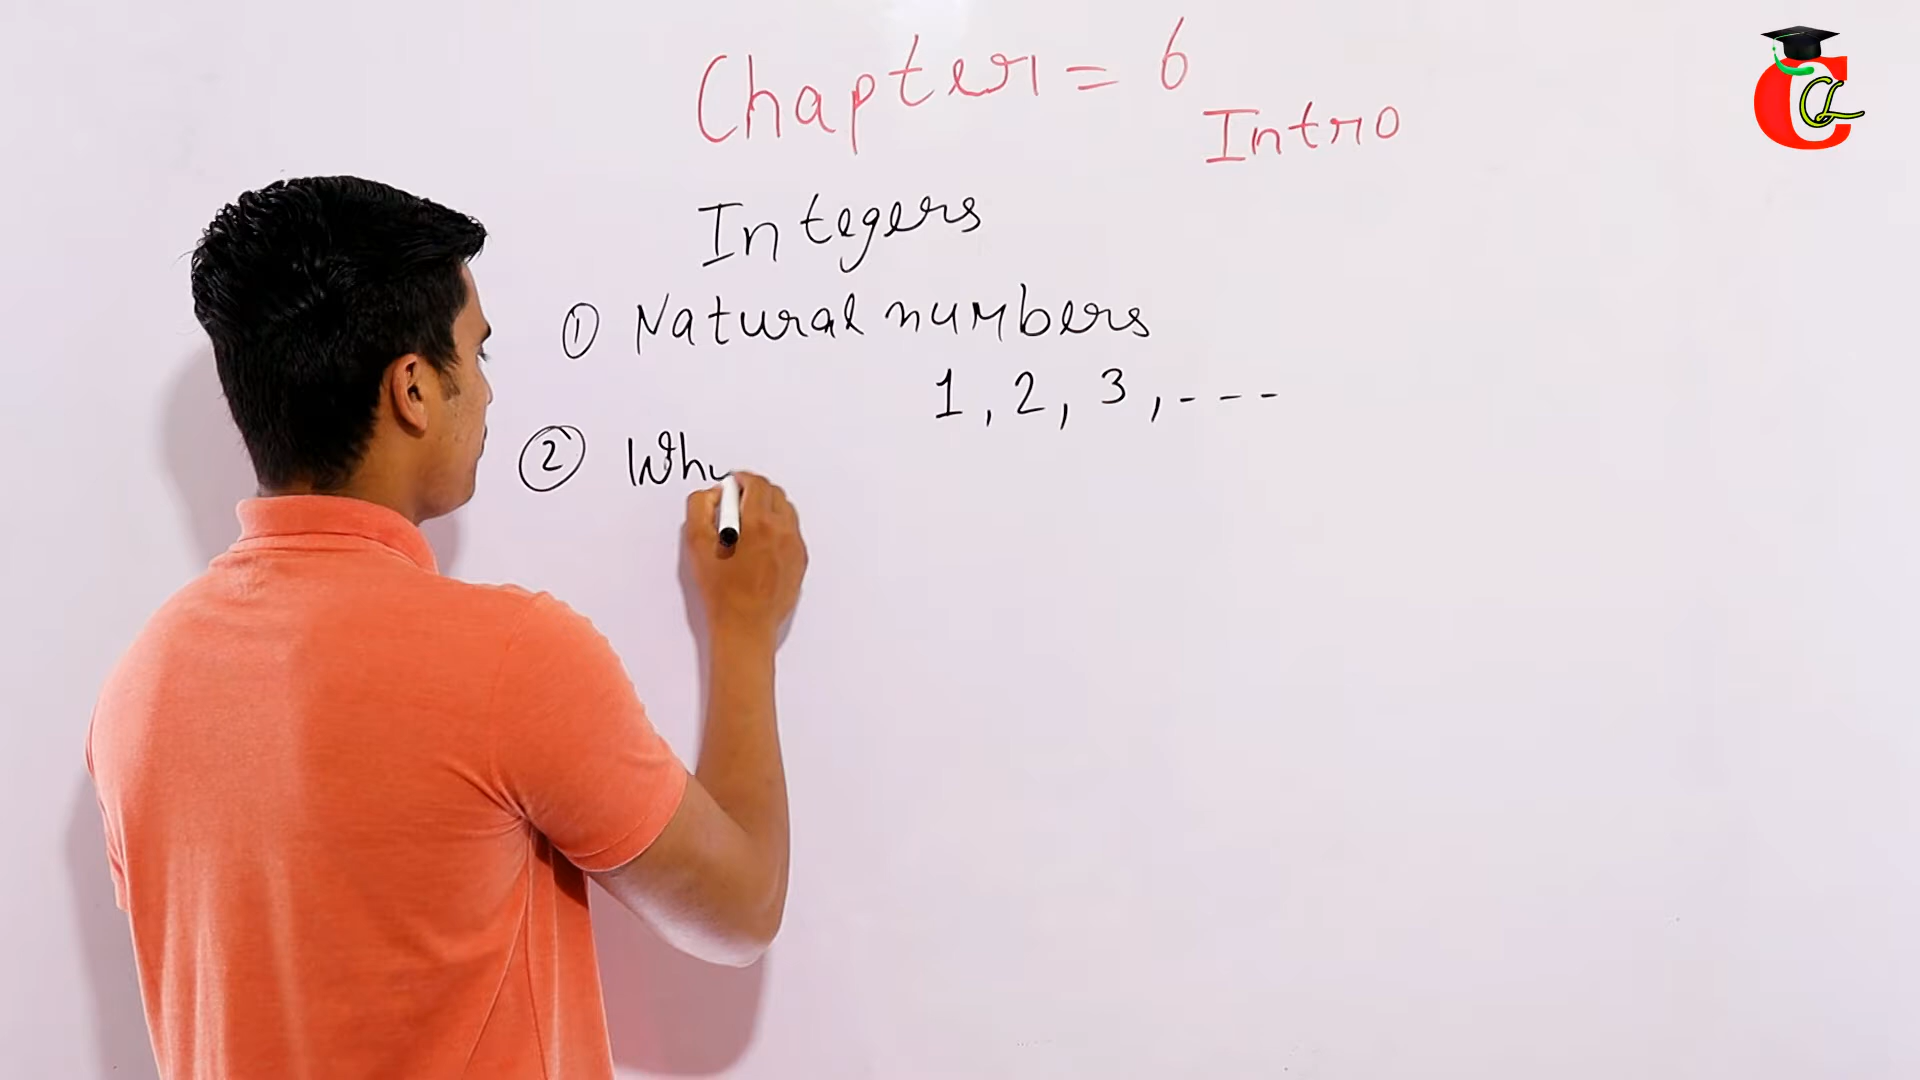 Chapter = 6
Intro
Integers
① Natural numbers
1, 2, 3, - - -
② Wh